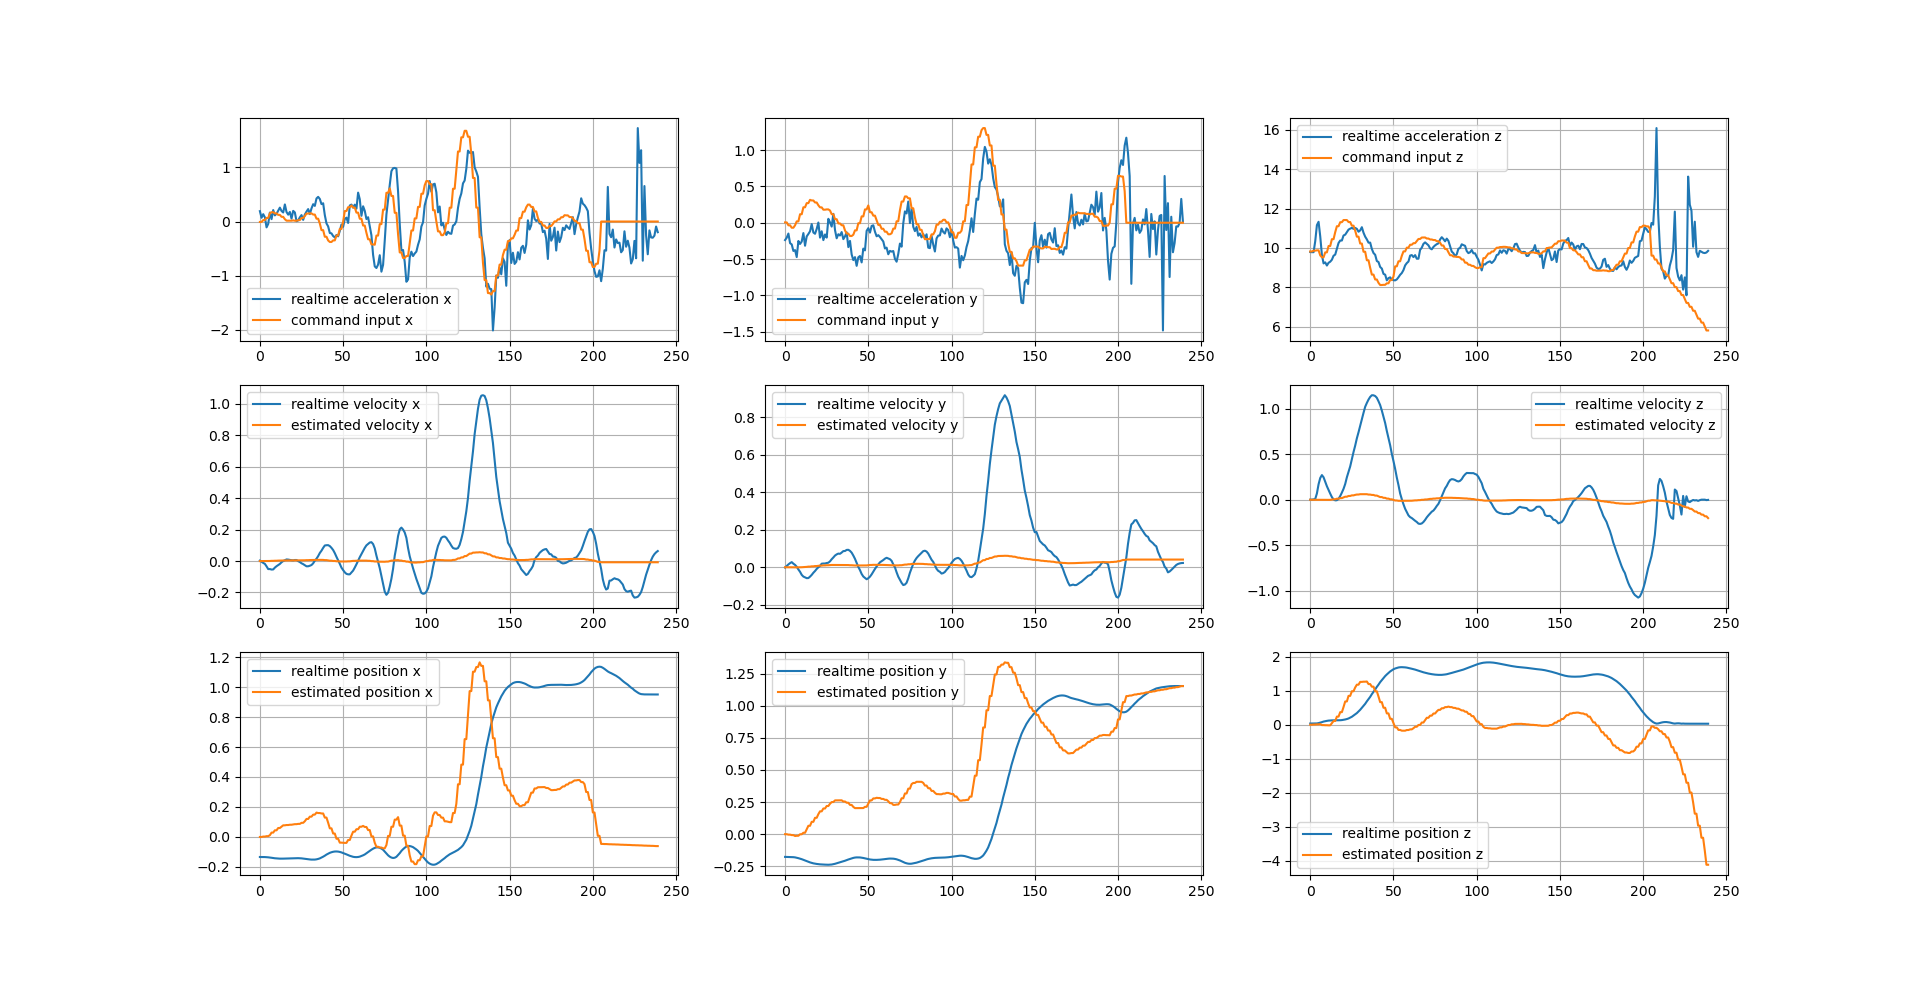 1
0
−1
−2
realtime acceleration x
command input x
0 50 100 150 200 250
1.0
0.5
0.0
−0.5
−1.0
−1.5
realtime acceleration y
command input y
0 50 100 150 200 250
16
14
12
10
8
6
realtime acceleration z
command input z
0 50 100 150 200 250
1.0
0.8
0.6
0.4
0.2
0.0
−0.2
realtime velocity x
estimated velocity x
0 50 100 150 200 250
0.8
0.6
0.4
0.2
0.0
−0.2
realtime velocity y
estimated velocity y
0 50 100 150 200 250
1.0
0.5
0.0
−0.5
−1.0
realtime velocity z
estimated velocity z
0 50 100 150 200 250
1.2
1.0
0.8
0.6
0.4
0.2
0.0
−0.2
realtime position x
estimated position x
0 50 100 150 200 250
1.25
1.00
0.75
0.50
0.25
0.00
−0.25
realtime position y
estimated position y
0 50 100 150 200 250
2
1
0
−1
−2
−3
−4
realtime position z
estimated position z
0 50 100 150 200 250